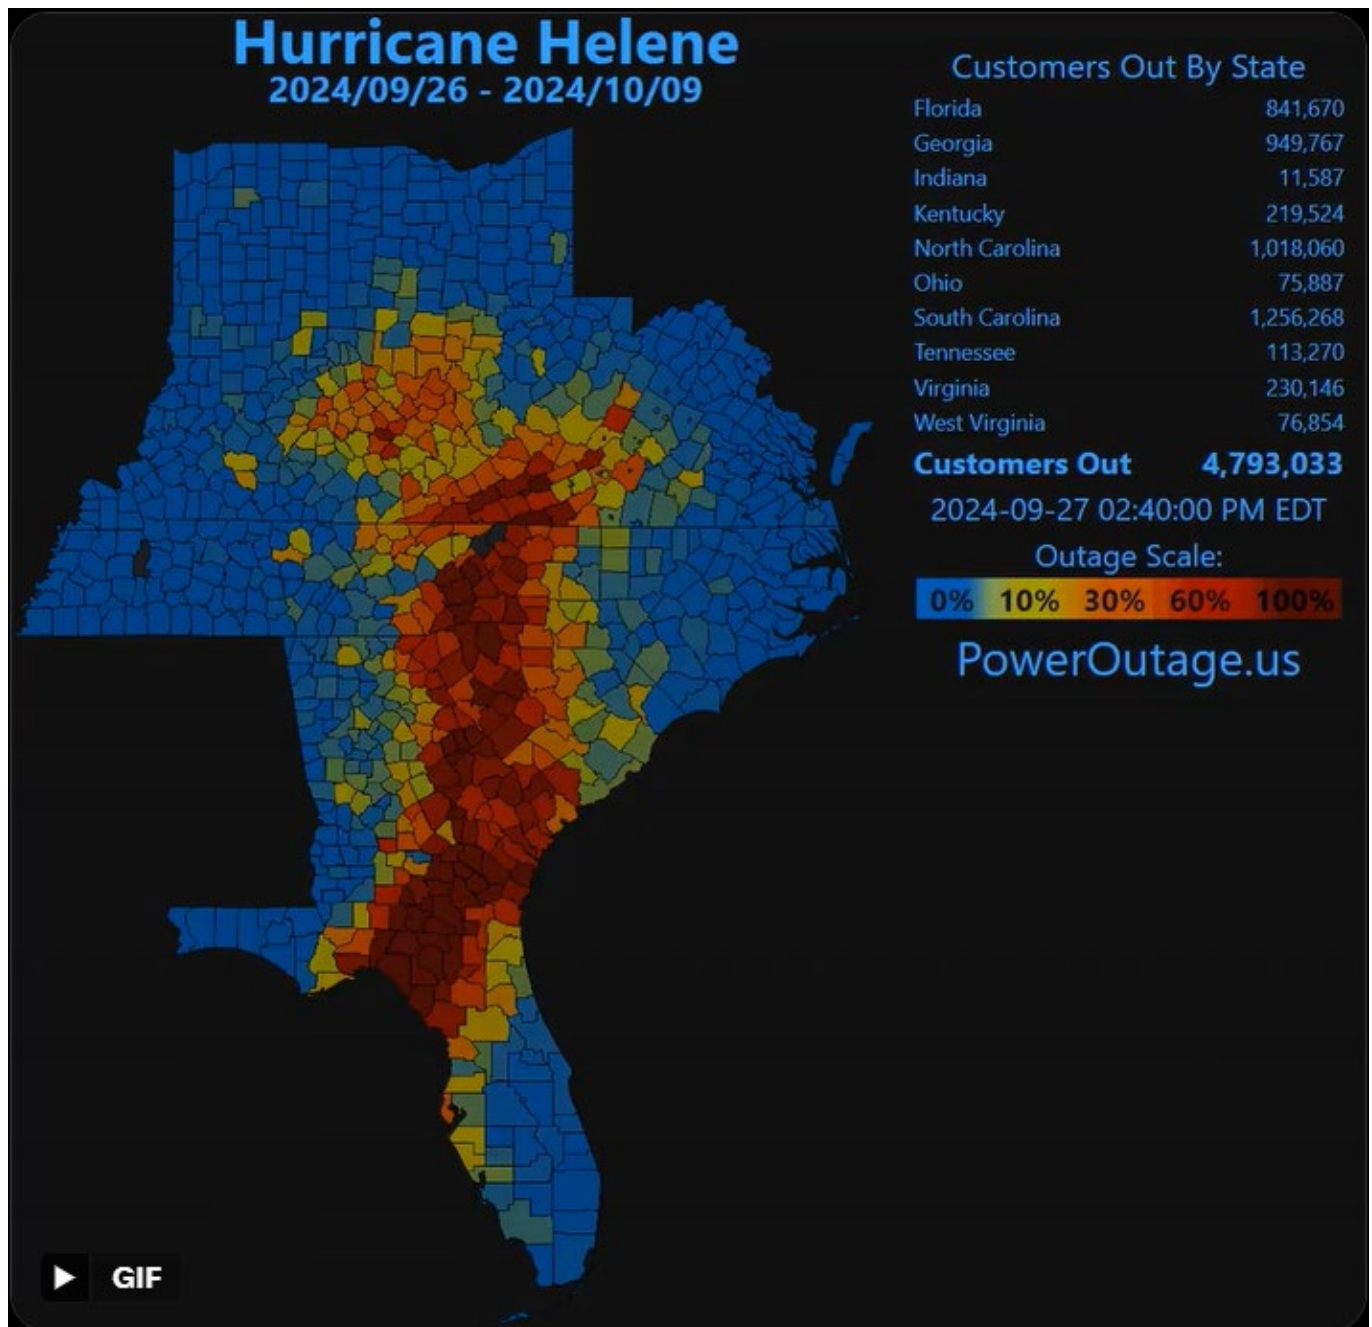 Hurricane Helene
2024/09/26 - 2024/10/09
Customers Out By State
Florida 841,670
Georgia 949,767
Indiana 11,587
Kentucky 219,524
North Carolina 1,018,060
Ohio 75,887
South Carolina 1,256,268
Tennessee 113,270
Virginia 230,146
West Virginia 76,854
Customers Out 4,793,033
2024-09-27 02:40:00 PM EDT
Outage Scale:
0% 10% 30% 60% 100%
PowerOutage.us
GIF